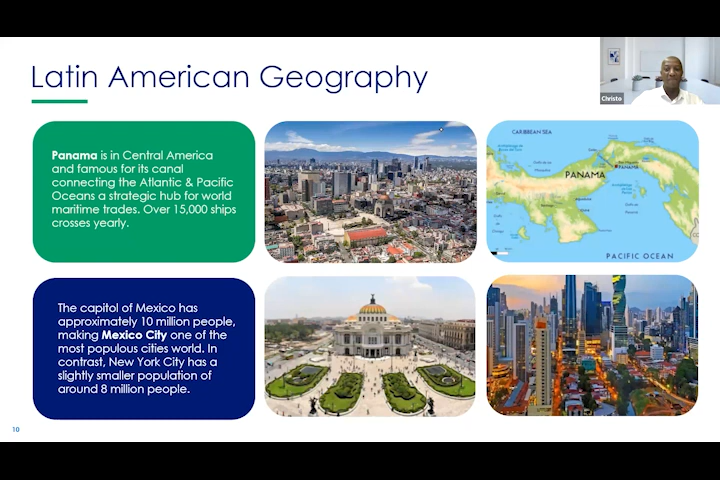 Latin American Geography
Christo
Panama is in Central America
and famous for its canal
connecting the Atlantic & Pacific
Oceans a strategic hub for world
maritime trades. Over 15,000 ships
crosses yearly.
CARIBBEAN SEA
PANAMA
PANAMA
PACIFIC OCEAN
The capitol of Mexico has
approximately 10 million people,
making Mexico City one of the
most populous cities world. In
contrast, New York City has a
slightly smaller population of
around 8 million people.
10